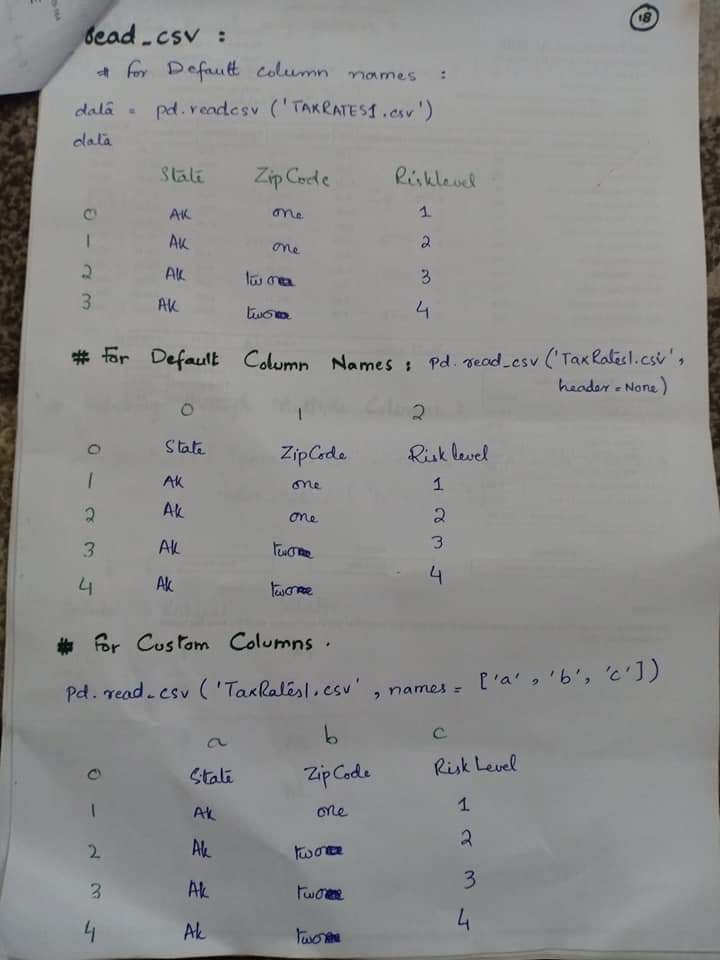 18
read_csv :
* For Default column names :
data = pd.readcsv ('TAXRATES1.csv')
data
State ZipCode Risklevel
0 AK one 1
1 AK one 2
2 AK two 3
3 AK two 4
# For Default Column Names : pd.read_csv ('TaxRates1.csv',
header = None)
0 1 2
0 State ZipCode Risk level
1 AK one 1
2 AK one 2
3 AK two 3
4 AK two 4
# For Custom Columns .
pd.read_csv ('TaxRates1.csv' , names = ['a' , 'b', 'c'])
a b c
0 State ZipCode Risk Level
1 AK one 1
2 AK two 2
3 AK two 3
4 AK two 4